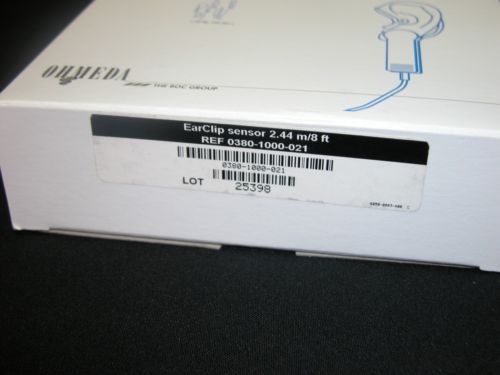 OHMEDA
THE BOC GROUP
EarClip sensor 2.44 m/8 ft
REF 0380-1000-021
0380-1000-021
LOT 25398